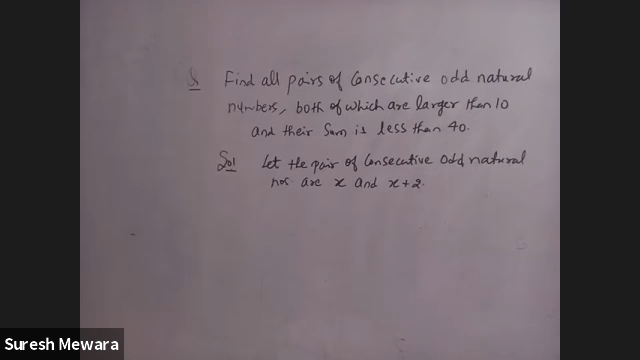 Q Find all pairs of Consecutive odd natural
numbers, both of which are larger than 10
and their Sum is less than 40.
Sol Let the pair of Consecutive odd natural
nos. are x and x+2.
Suresh Mewara